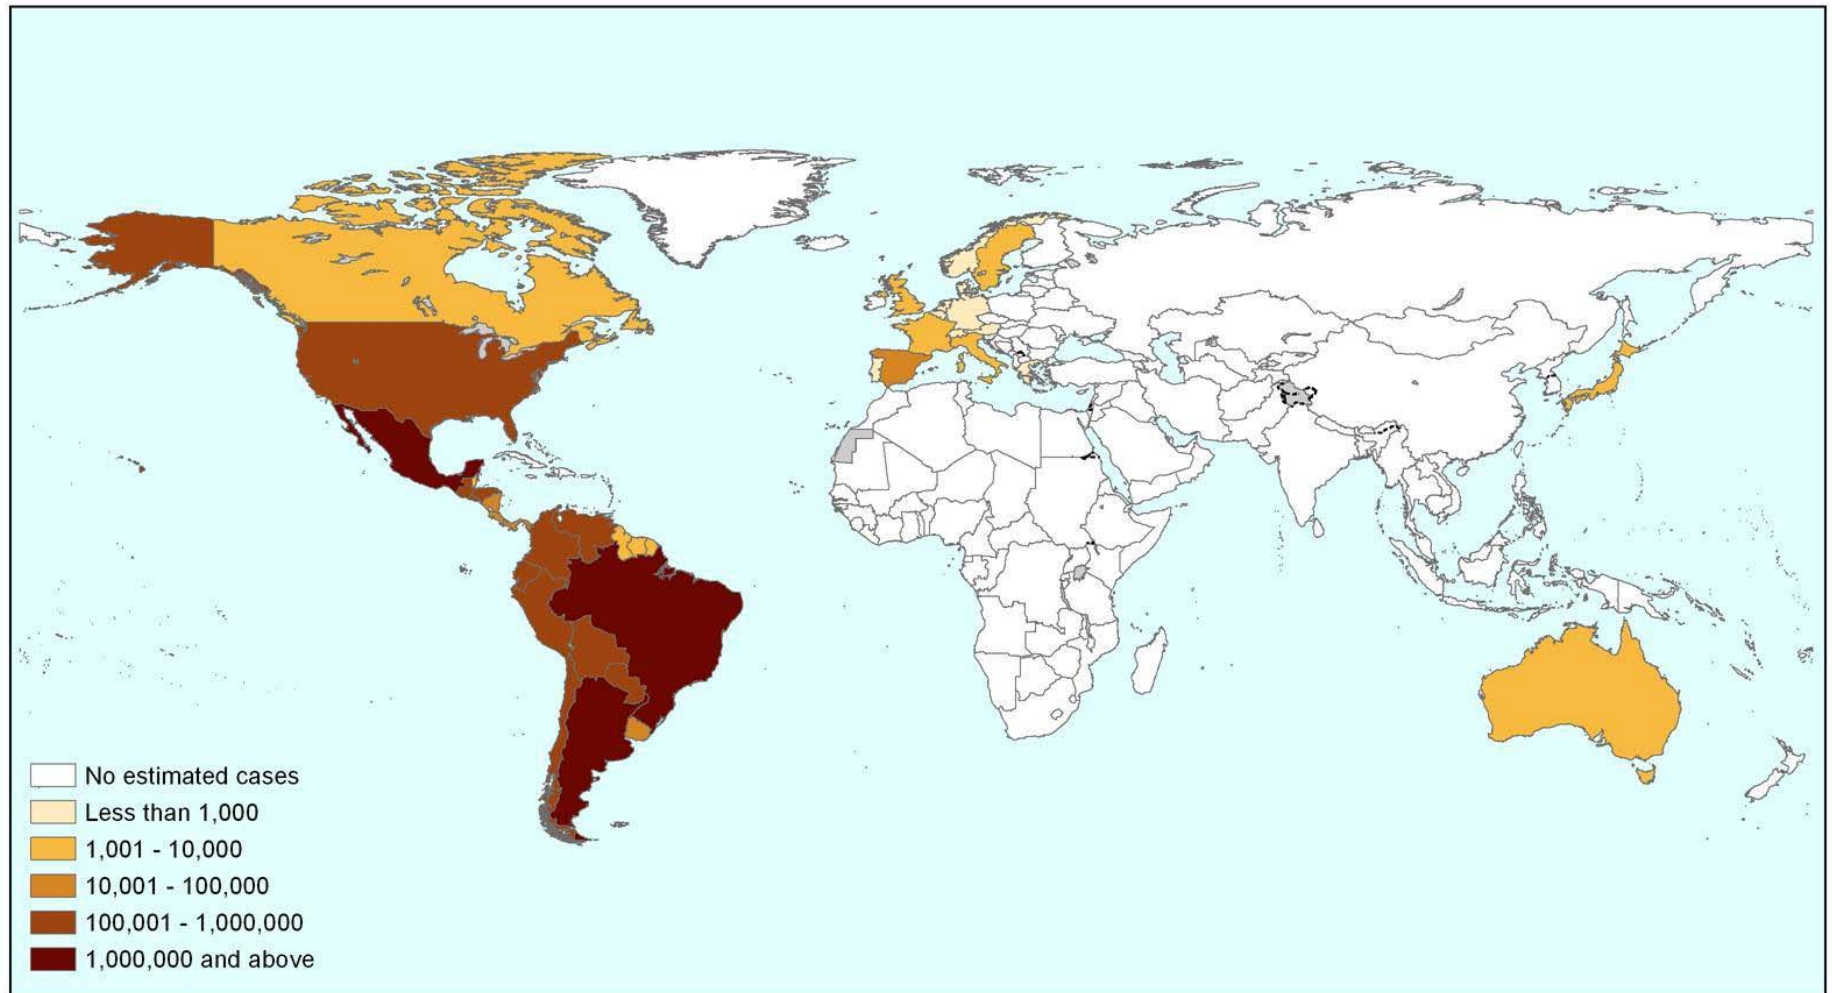 No estimated cases
Less than 1,000
1,001 - 10,000
10,001 - 100,000
100,001 - 1,000,000
1,000,000 and above